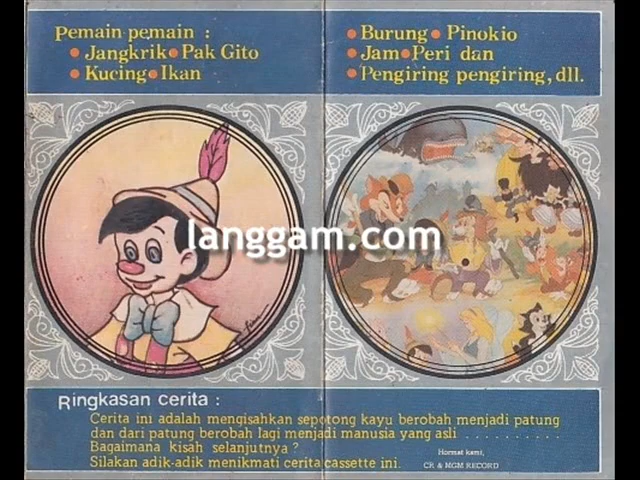 Pemain pemain :
• Jangkrik • Pak Gito
• Kucing • Ikan
• Burung • Pinokio
• Jam • Peri dan
• Pengiring pengiring, dll.
langgam.com
Ringkasan cerita :
Cerita ini adalah mengisahkan sepotong kayu berobah menjadi patung
dan dari patung berobah lagi menjadi manusia yang asli . . . . . . . . . .
Bagaimana kisah selanjutnya ?
Silakan adik-adik menikmati cerita cassette ini.
Hormat kami,
CR & MGM RECORD